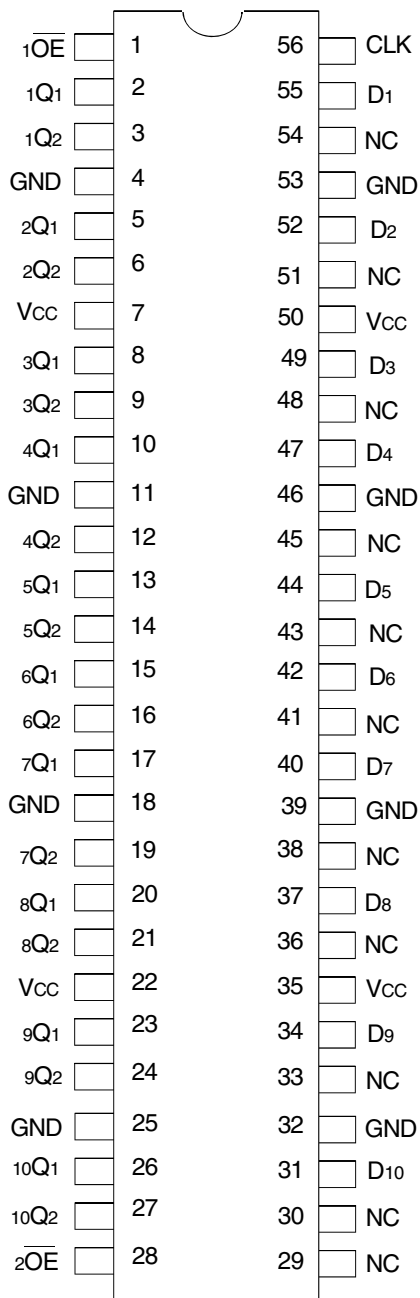 1OE 1 56 CLK
1Q1 2 55 D1
1Q2 3 54 NC
GND 4 53 GND
2Q1 5 52 D2
2Q2 6 51 NC
VCC 7 50 VCC
3Q1 8 49 D3
3Q2 9 48 NC
4Q1 10 47 D4
GND 11 46 GND
4Q2 12 45 NC
5Q1 13 44 D5
5Q2 14 43 NC
6Q1 15 42 D6
6Q2 16 41 NC
7Q1 17 40 D7
GND 18 39 GND
7Q2 19 38 NC
8Q1 20 37 D8
8Q2 21 36 NC
VCC 22 35 VCC
9Q1 23 34 D9
9Q2 24 33 NC
GND 25 32 GND
10Q1 26 31 D10
10Q2 27 30 NC
2OE 28 29 NC